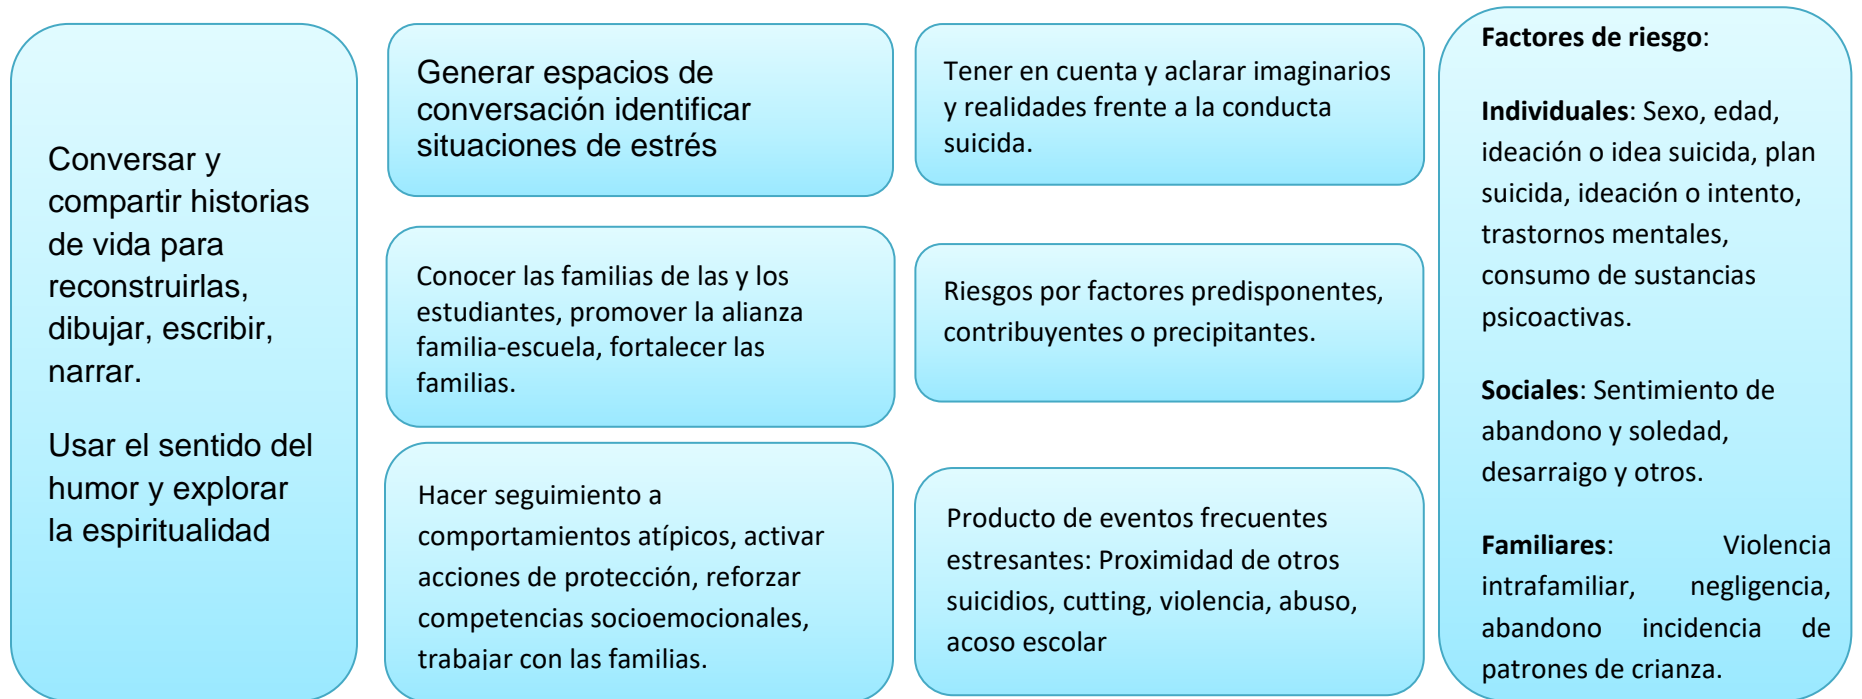 Conversar y
compartir historias
de vida para
reconstruirlas,
dibujar, escribir,
narrar.
Usar el sentido del
humor y explorar
la espiritualidad
Generar espacios de
conversación identificar
situaciones de estrés
Conocer las familias de las y los
estudiantes, promover la alianza
familia-escuela, fortalecer las
familias.
Hacer seguimiento a
comportamientos atípicos, activar
acciones de protección, reforzar
competencias socioemocionales,
trabajar con las familias.
Tener en cuenta y aclarar imaginarios
y realidades frente a la conducta
suicida.
Riesgos por factores predisponentes,
contribuyentes o precipitantes.
Producto de eventos frecuentes
estresantes: Proximidad de otros
suicidios, cutting, violencia, abuso,
acoso escolar
Factores de riesgo:
Individuales: Sexo, edad,
ideación o idea suicida, plan
suicida, ideación o intento,
trastornos mentales,
consumo de sustancias
psicoactivas.
Sociales: Sentimiento de
abandono y soledad,
desarraigo y otros.
Familiares: Violencia
intrafamiliar, negligencia,
abandono incidencia de
patrones de crianza.